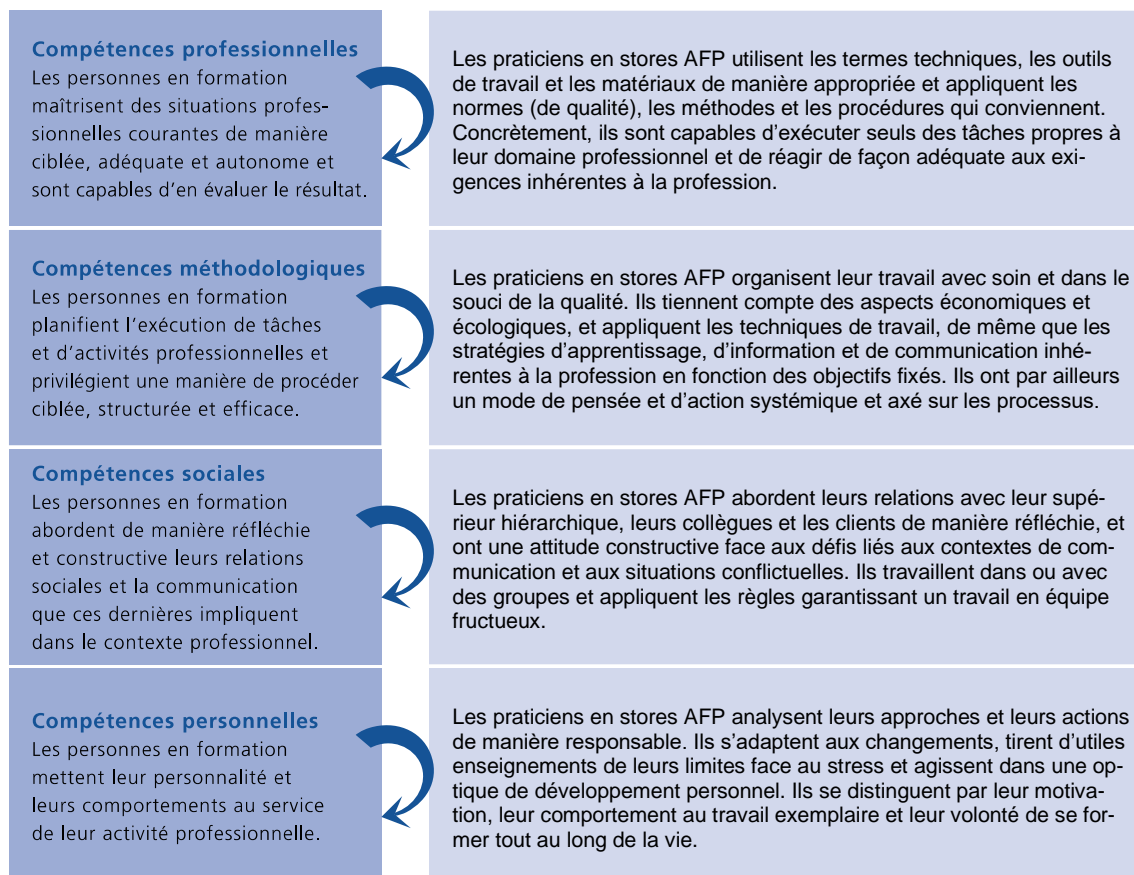 Compétences professionnelles
Les personnes en formation
maîtrisent des situations profes-
sionnelles courantes de manière
ciblée, adéquate et autonome et
sont capables d'en évaluer le résultat.
Les praticiens en stores AFP utilisent les termes techniques, les outils
de travail et les matériaux de manière appropriée et appliquent les
normes (de qualité), les méthodes et les procédures qui conviennent.
Concrètement, ils sont capables d'exécuter seuls des tâches propres à
leur domaine professionnel et de réagir de façon adéquate aux exi-
gences inhérentes à la profession.
Compétences méthodologiques
Les personnes en formation
planifient l'exécution de tâches
et d'activités professionnelles et
privilégient une manière de procéder
ciblée, structurée et efficace.
Les praticiens en stores AFP organisent leur travail avec soin et dans le
souci de la qualité. Ils tiennent compte des aspects économiques et
écologiques, et appliquent les techniques de travail, de même que les
stratégies d'apprentissage, d'information et de communication inhé-
rentes à la profession en fonction des objectifs fixés. Ils ont par ailleurs
un mode de pensée et d'action systémique et axé sur les processus.
Compétences sociales
Les personnes en formation
abordent de manière réfléchie
et constructive leurs relations
sociales et la communication
que ces dernières impliquent
dans le contexte professionnel.
Les praticiens en stores AFP abordent leurs relations avec leur supé-
rieur hiérarchique, leurs collègues et les clients de manière réfléchie, et
ont une attitude constructive face aux défis liés aux contextes de com-
munication et aux situations conflictuelles. Ils travaillent dans ou avec
des groupes et appliquent les règles garantissant un travail en équipe
fructueux.
Compétences personnelles
Les personnes en formation
mettent leur personnalité et
leurs comportements au service
de leur activité professionnelle.
Les praticiens en stores AFP analysent leurs approches et leurs actions
de manière responsable. Ils s'adaptent aux changements, tirent d'utiles
enseignements de leurs limites face au stress et agissent dans une op-
tique de développement personnel. Ils se distinguent par leur motiva-
tion, leur comportement au travail exemplaire et leur volonté de se for-
mer tout au long de la vie.